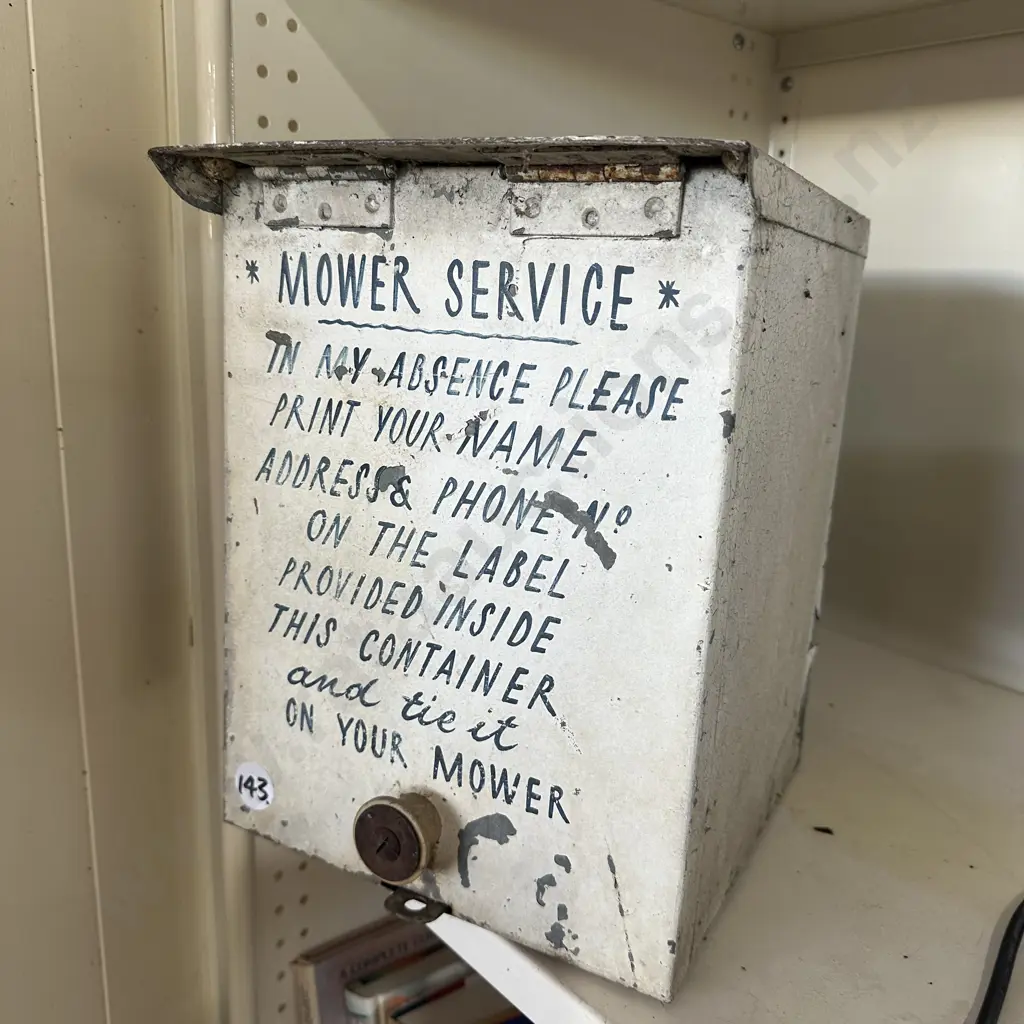 * MOWER SERVICE *
IN MY ABSENCE PLEASE
PRINT YOUR NAME.
ADDRESS & PHONE Nº
ON THE LABEL
PROVIDED INSIDE
THIS CONTAINER
and tie it
ON YOUR MOWER
143
A COMPLETE